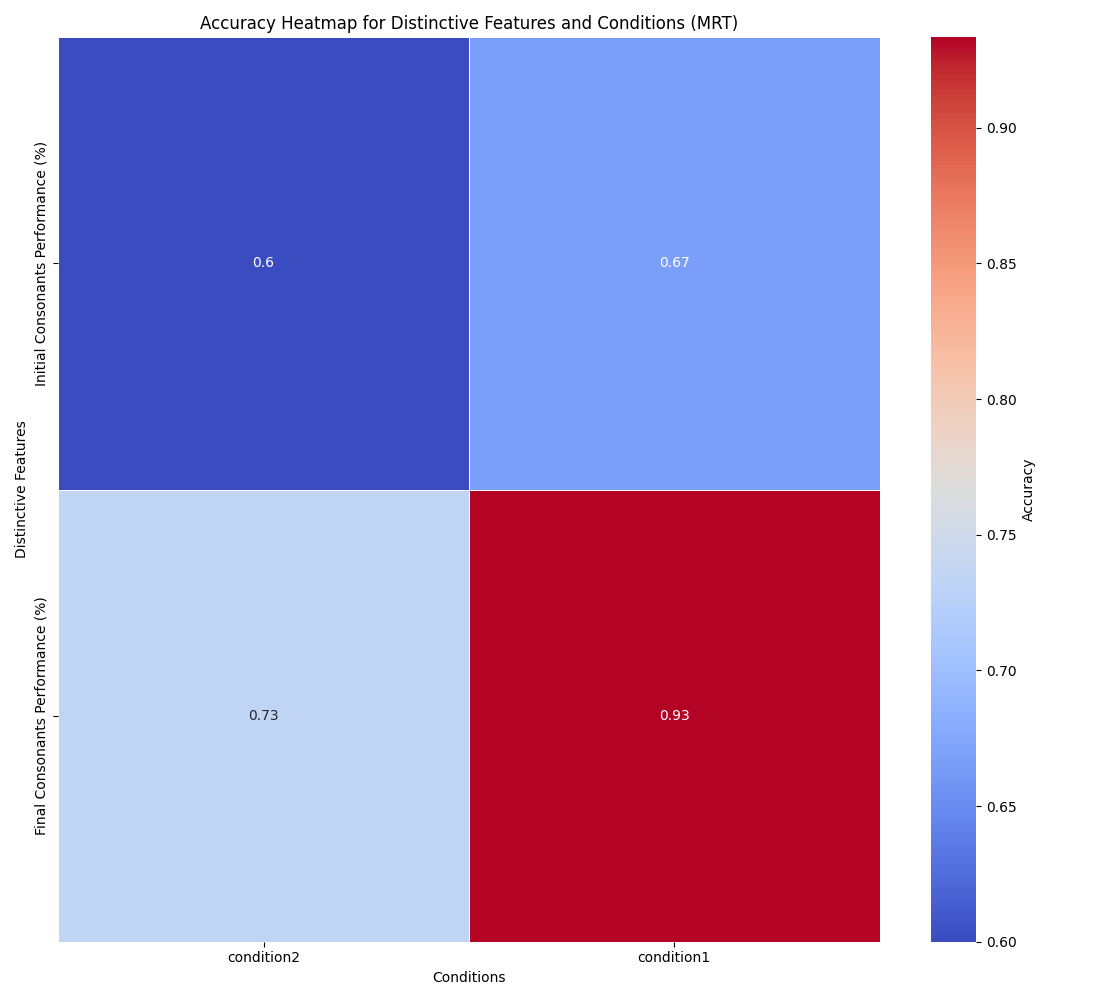 Accuracy Heatmap for Distinctive Features and Conditions (MRT)
Distinctive Features
Initial Consonants Performance (%)
Final Consonants Performance (%)
0.6
0.67
0.73
0.93
condition2
condition1
Conditions
0.90
0.85
0.80
0.75
0.70
0.65
0.60
Accuracy